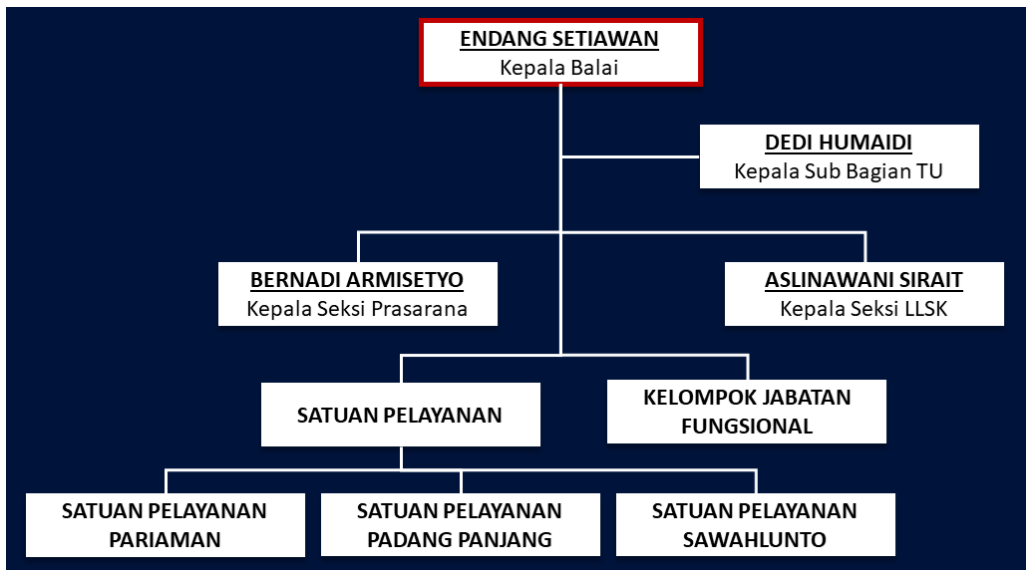 ENDANG SETIAWAN
Kepala Balai
DEDI HUMAIDI
Kepala Sub Bagian TU
BERNADI ARMISETYO
Kepala Seksi Prasarana
ASLINAWANI SIRAIT
Kepala Seksi LLSK
SATUAN PELAYANAN
KELOMPOK JABATAN
FUNGSIONAL
SATUAN PELAYANAN
PARIAMAN
SATUAN PELAYANAN
PADANG PANJANG
SATUAN PELAYANAN
SAWAHLUNTO